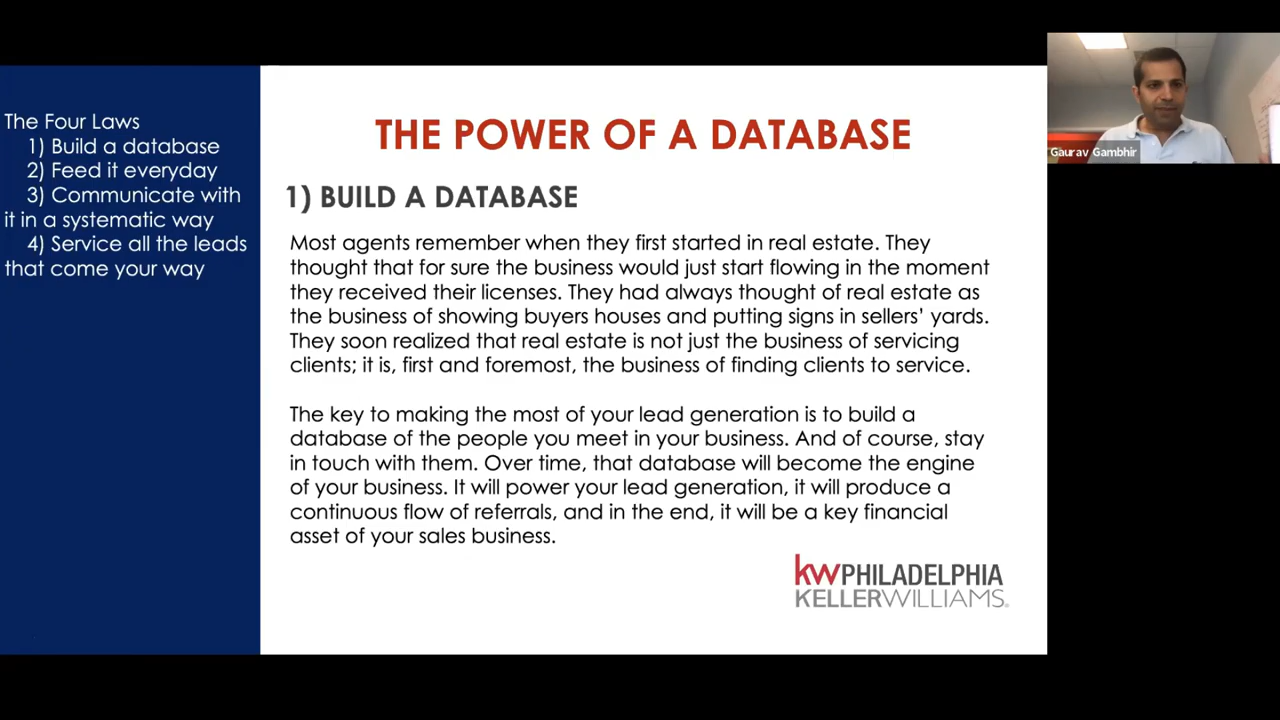 The Four Laws
1) Build a database
2) Feed it everyday
3) Communicate with
it in a systematic way
4) Service all the leads
that come your way
THE POWER OF A DATABASE
1) BUILD A DATABASE
Most agents remember when they first started in real estate. They
thought that for sure the business would just start flowing in the moment
they received their licenses. They had always thought of real estate as
the business of showing buyers houses and putting signs in sellers’ yards.
They soon realized that real estate is not just the business of servicing
clients; it is, first and foremost, the business of finding clients to service.
The key to making the most of your lead generation is to build a
database of the people you meet in your business. And of course, stay
in touch with them. Over time, that database will become the engine
of your business. It will power your lead generation, it will produce a
continuous flow of referrals, and in the end, it will be a key financial
asset of your sales business.
kwPHILADELPHIA
KELLERWILLIAMS®
Gaurav Gambhir